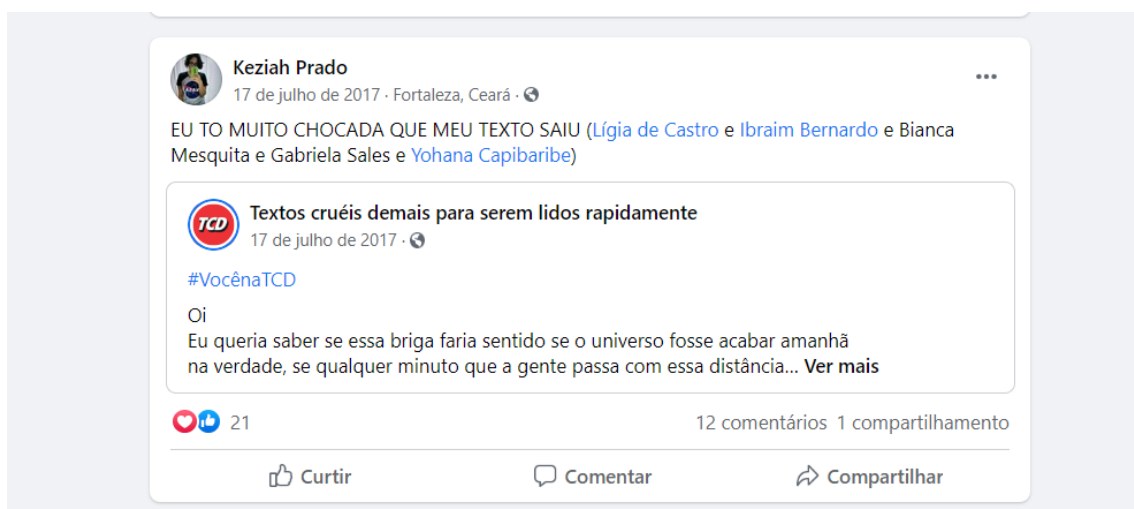 Keziah Prado
17 de julho de 2017 · Fortaleza, Ceará ·
EU TO MUITO CHOCADA QUE MEU TEXTO SAIU (Lígia de Castro e Ibraim Bernardo e Bianca
Mesquita e Gabriela Sales e Yohana Capibaribe)
TCD
Textos cruéis demais para serem lidos rapidamente
17 de julho de 2017 ·
#VocênaTCD
Oi
Eu queria saber se essa briga faria sentido se o universo fosse acabar amanhã
na verdade, se qualquer minuto que a gente passa com essa distância... Ver mais
21
12 comentários 1 compartilhamento
Curtir Comentar Compartilhar